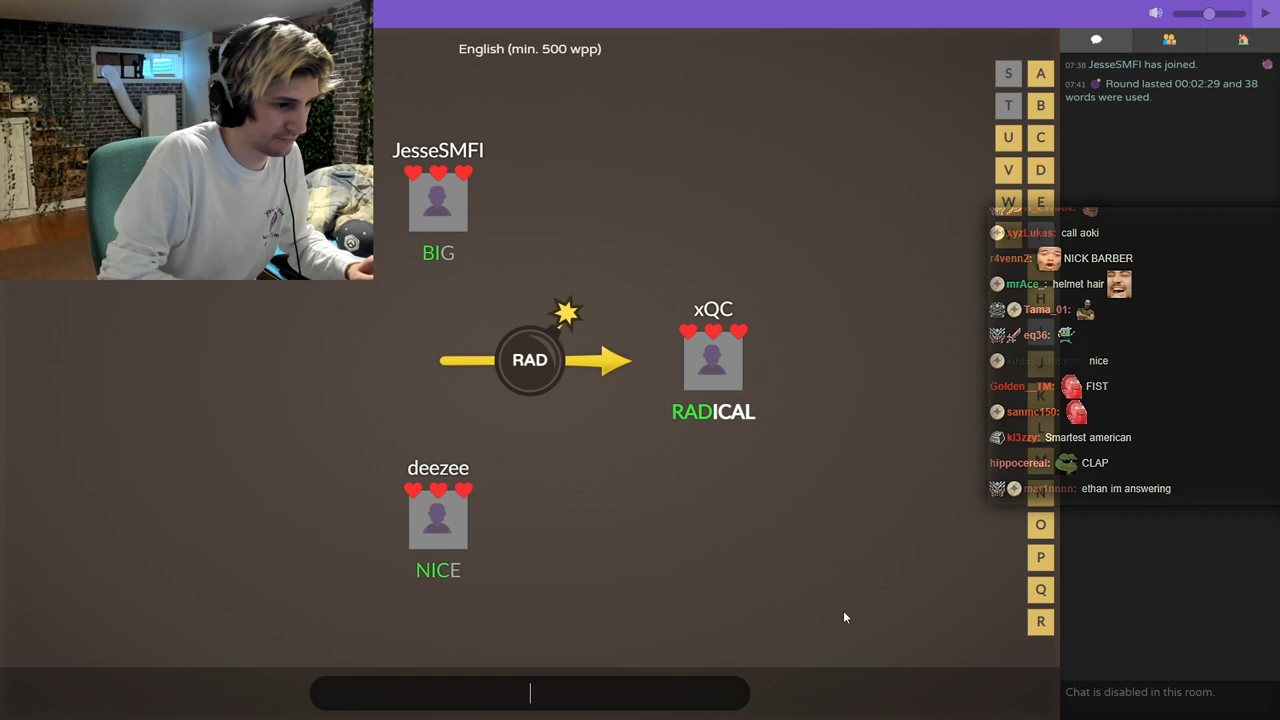 English (min. 500 wpp)
JesseSMFI
BIG
RAD
xQC
RADICAL
deezee
NICE
S A
T B
U C
V D
W E
H
J
K
L
N
O
P
Q
R
07:38 JesseSMFI has joined.
07:41 Round lasted 00:02:29 and 38
words were used.
xyzLukas: call aoki
r4venn2: NICK BARBER
mrAce_: helmet hair
Tama_01:
eq36:
nice
Golden__TM: FIST
sanmc150:
kl3zzy: Smartest american
hippocereal: CLAP
ethan im answering
Chat is disabled in this room.